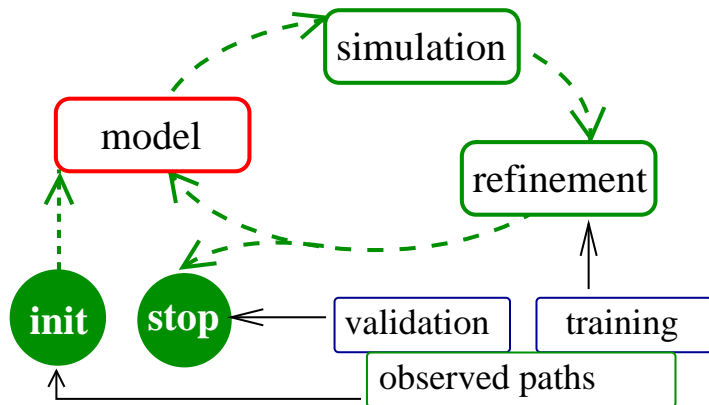 simulation
model
refinement
init
stop
validation
training
observed paths